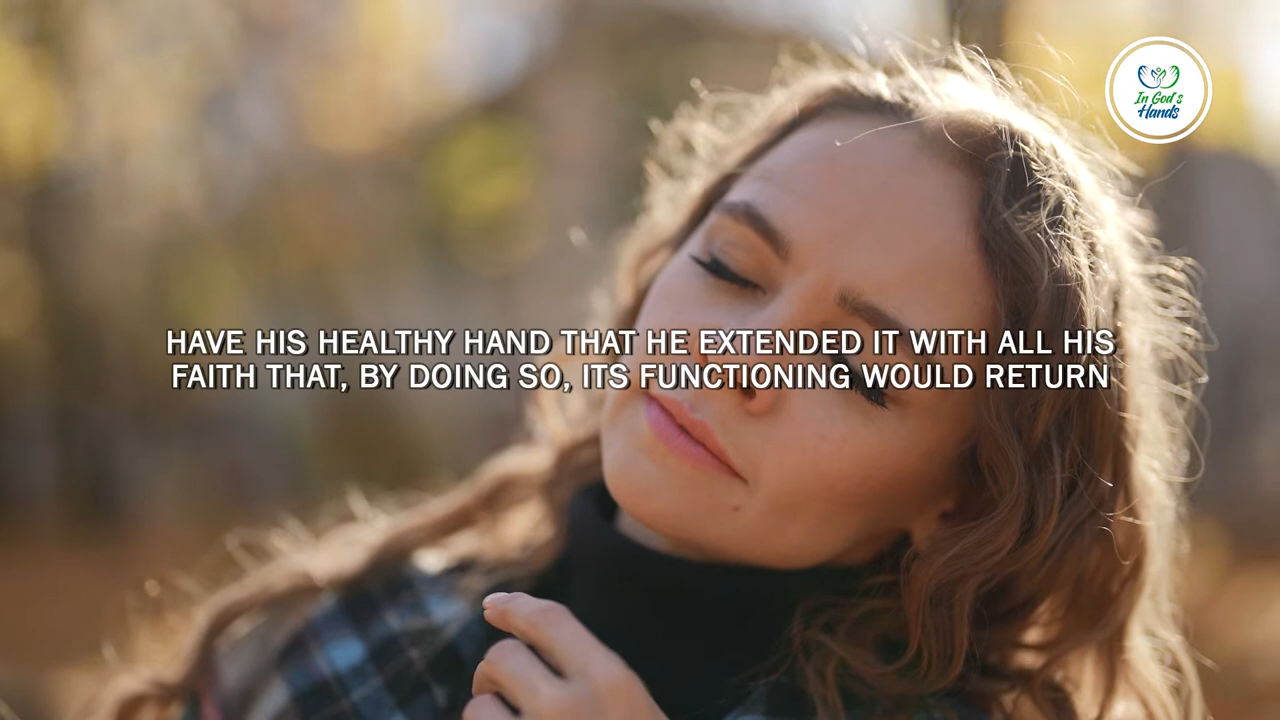 In God's
Hands
HAVE HIS HEALTHY HAND THAT HE EXTENDED IT WITH ALL HIS
FAITH THAT, BY DOING SO, ITS FUNCTIONING WOULD RETURN